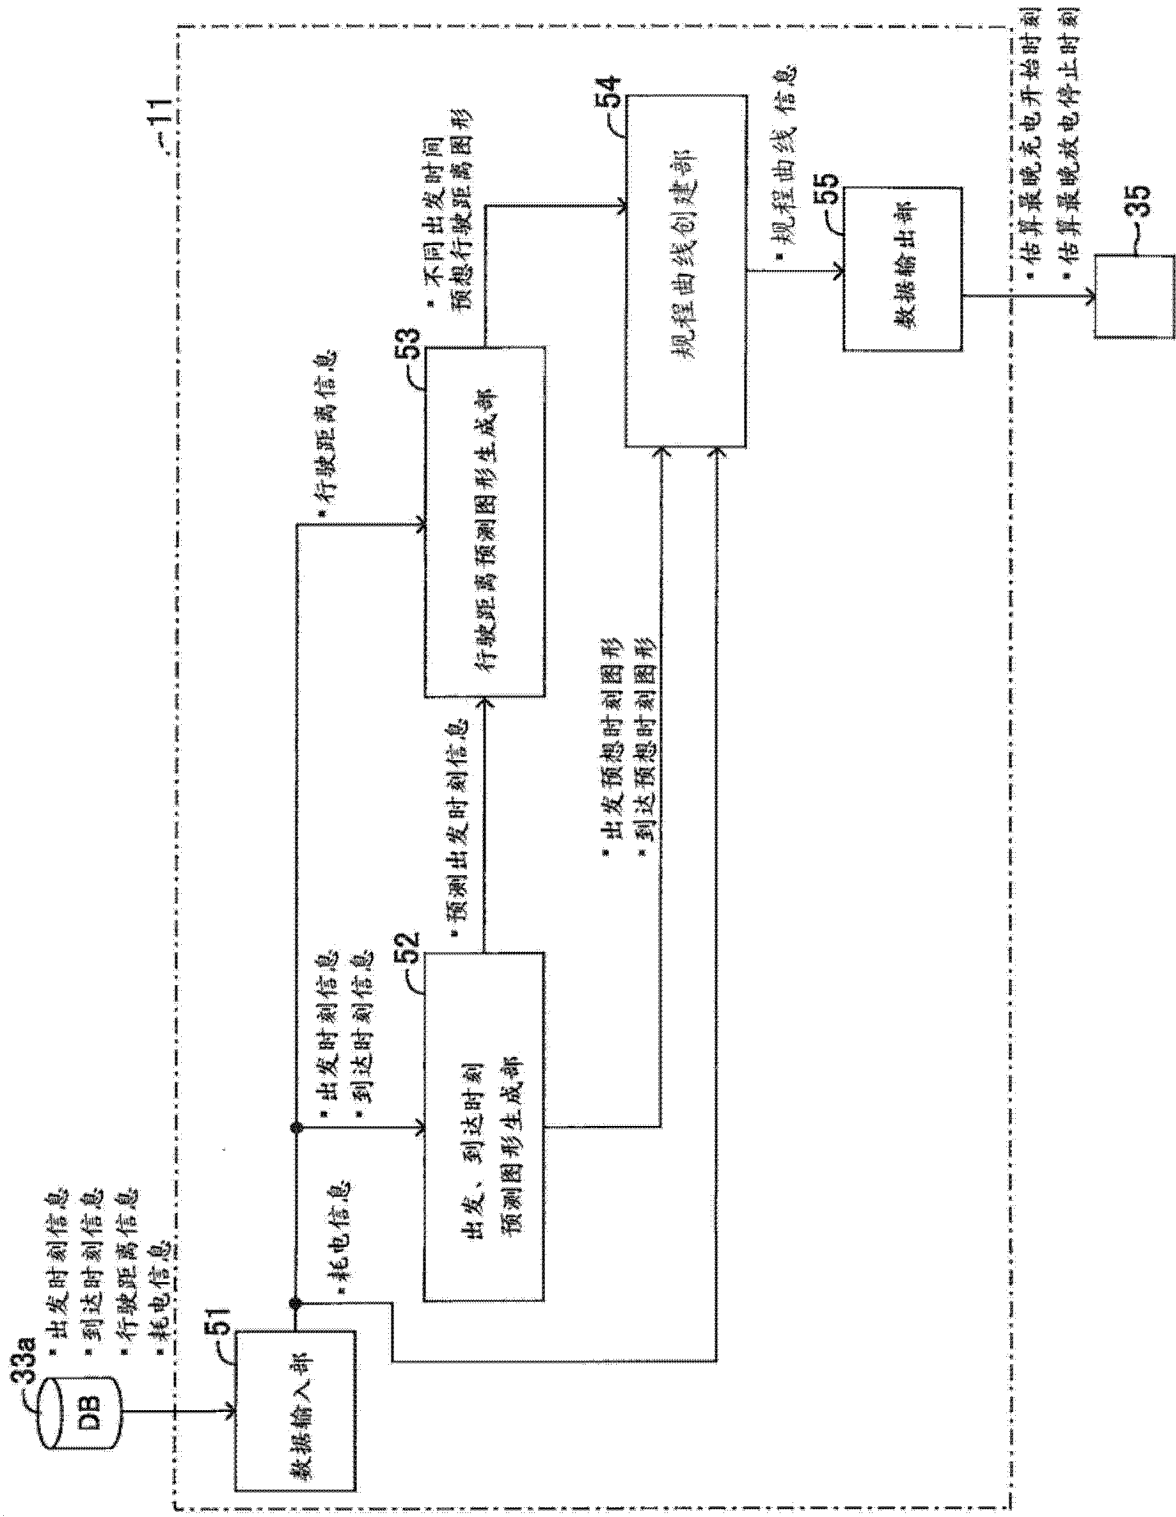 33a
DB
▪出发时刻信息
▪到达时刻信息
▪行驶距离信息
▪耗电信息
11
51
数据输入部
▪耗电信息
▪出发时刻信息
▪到达时刻信息
52
出发、到达时刻
预测图形生成部
▪预测出发时刻信息
▪行驶距离信息
53
行驶距离预测图形生成部
▪出发预想时刻图形
▪到达预想时刻图形
▪不同出发时间
预想行驶距离图形
54
规程曲线创建部
▪规程曲线 信息
55
数据输出部
▪估算最晚充电开始时刻
▪估算最晚放电停止时刻
35